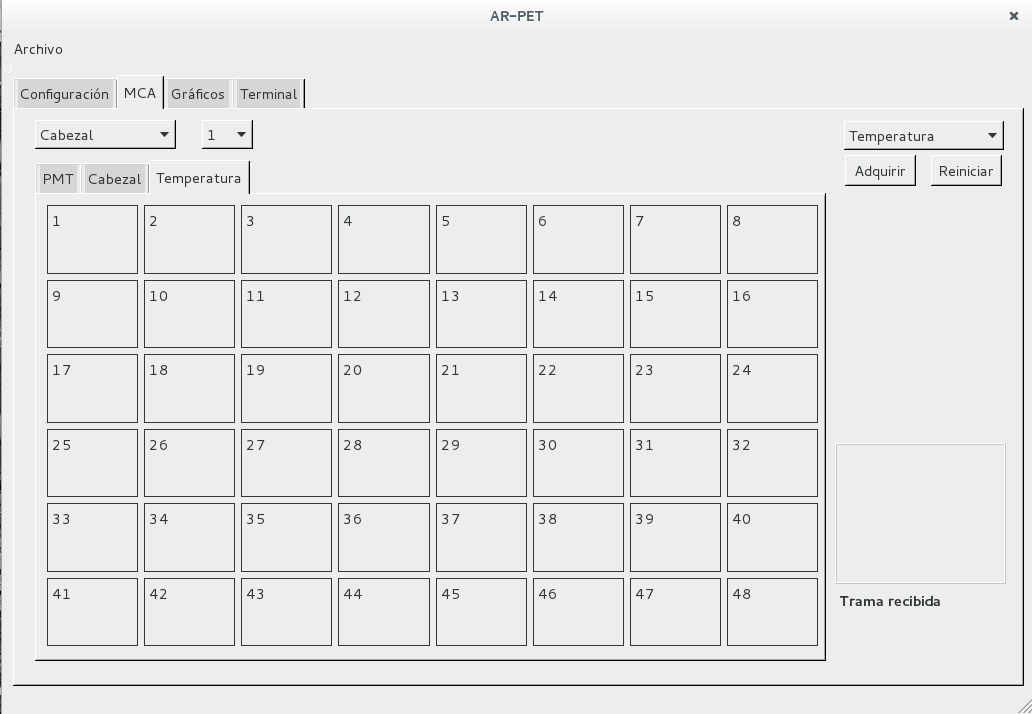 AR-PET
Archivo
Configuración MCA Gráficos Terminal
Cabezal 1 Temperatura
Adquirir Reiniciar
PMT Cabezal Temperatura
1 2 3 4 5 6 7 8
9 10 11 12 13 14 15 16
17 18 19 20 21 22 23 24
25 26 27 28 29 30 31 32
33 34 35 36 37 38 39 40
41 42 43 44 45 46 47 48
Trama recibida